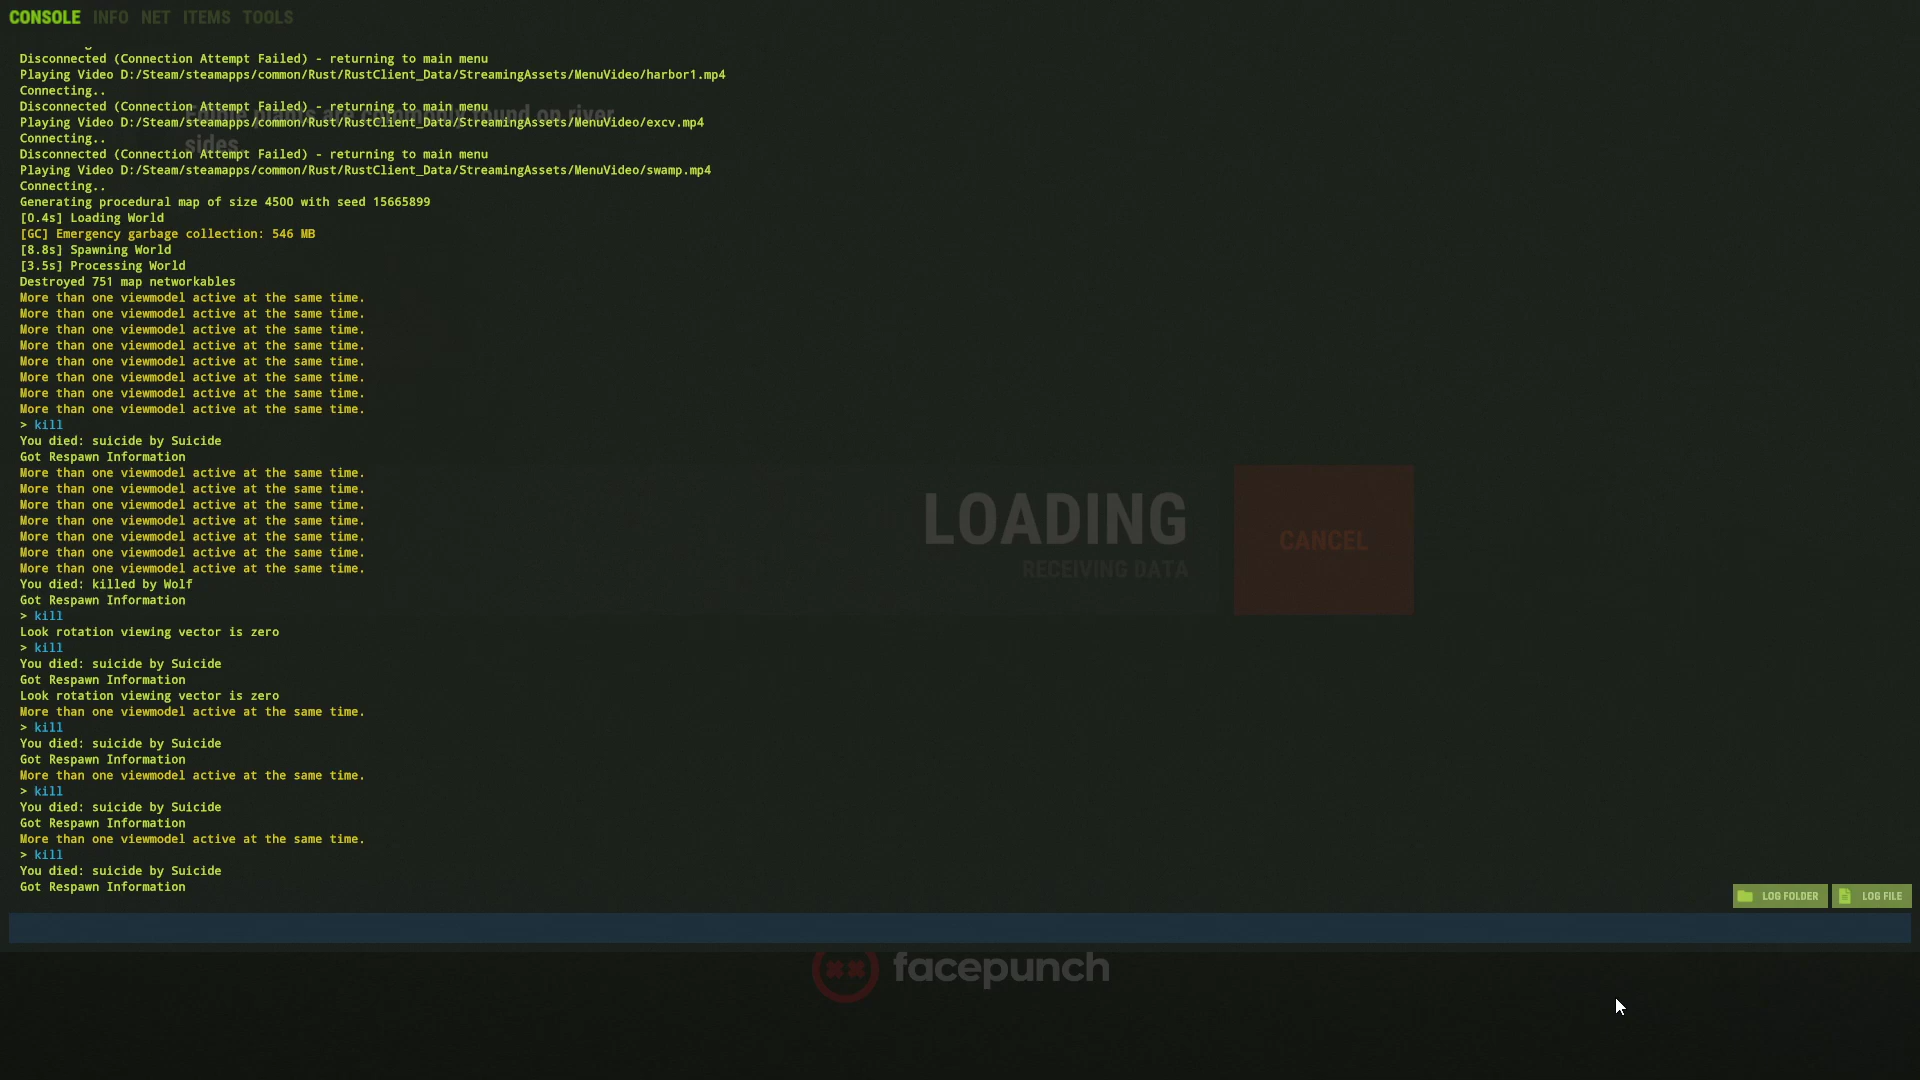 CONSOLE INFO NET ITEMS TOOLS
Disconnected (Connection Attempt Failed) - returning to main menu
Playing Video D:/Steam/steamapps/common/Rust/RustClient_Data/StreamingAssets/MenuVideo/harbor1.mp4
Connecting..
Disconnected (Connection Attempt Failed) - returning to main menu
Edible plants are commonly found on river
Playing Video D:/Steam/steamapps/common/Rust/RustClient_Data/StreamingAssets/MenuVideo/excv.mp4
Connecting..
sides.
Disconnected (Connection Attempt Failed) - returning to main menu
Playing Video D:/Steam/steamapps/common/Rust/RustClient_Data/StreamingAssets/MenuVideo/swamp.mp4
Connecting..
Generating procedural map of size 4500 with seed 15665899
[0.4s] Loading World
[GC] Emergency garbage collection: 546 MB
[8.8s] Spawning World
[3.5s] Processing World
Destroyed 751 map networkables
More than one viewmodel active at the same time.
More than one viewmodel active at the same time.
More than one viewmodel active at the same time.
More than one viewmodel active at the same time.
More than one viewmodel active at the same time.
More than one viewmodel active at the same time.
More than one viewmodel active at the same time.
More than one viewmodel active at the same time.
> kill
You died: suicide by Suicide
Got Respawn Information
More than one viewmodel active at the same time.
More than one viewmodel active at the same time.
More than one viewmodel active at the same time.
More than one viewmodel active at the same time.
More than one viewmodel active at the same time.
More than one viewmodel active at the same time.
More than one viewmodel active at the same time.
You died: killed by Wolf
Got Respawn Information
> kill
Look rotation viewing vector is zero
> kill
You died: suicide by Suicide
Got Respawn Information
Look rotation viewing vector is zero
More than one viewmodel active at the same time.
> kill
You died: suicide by Suicide
Got Respawn Information
More than one viewmodel active at the same time.
> kill
You died: suicide by Suicide
Got Respawn Information
More than one viewmodel active at the same time.
> kill
You died: suicide by Suicide
Got Respawn Information
LOADING
RECEIVING DATA
CANCEL
LOG FOLDER
LOG FILE
facepunch